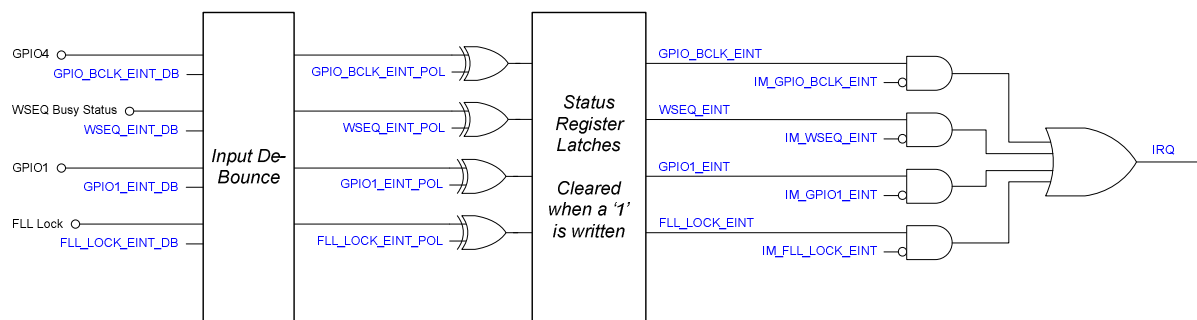 GPIO4
GPIO_BCLK_EINT_DB
WSEQ Busy Status
WSEQ_EINT_DB
GPIO1
GPIO1_EINT_DB
FLL Lock
FLL_LOCK_EINT_DB
Input De-
Bounce
GPIO_BCLK_EINT_POL
WSEQ_EINT_POL
GPIO1_EINT_POL
FLL_LOCK_EINT_POL
Status
Register
Latches
Cleared
when a ‘1’
is written
GPIO_BCLK_EINT
IM_GPIO_BCLK_EINT
WSEQ_EINT
IM_WSEQ_EINT
GPIO1_EINT
IM_GPIO1_EINT
FLL_LOCK_EINT
IM_FLL_LOCK_EINT
IRQ